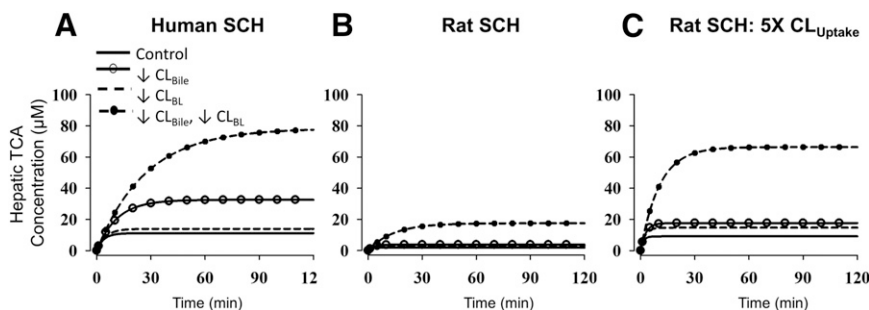 A Human SCH
B Rat SCH
C Rat SCH: 5X CL_Uptake
Control
↓ CL_Bile
↓ CL_BL
↓ CL_Bile, ↓ CL_BL
Hepatic TCA
Concentration (μM)
100
80
60
40
20
0
0 30 60 90 12
Time (min)
100
80
60
40
20
0
0 30 60 90 120
Time (min)
100
80
60
40
20
0
0 30 60 90 120
Time (min)